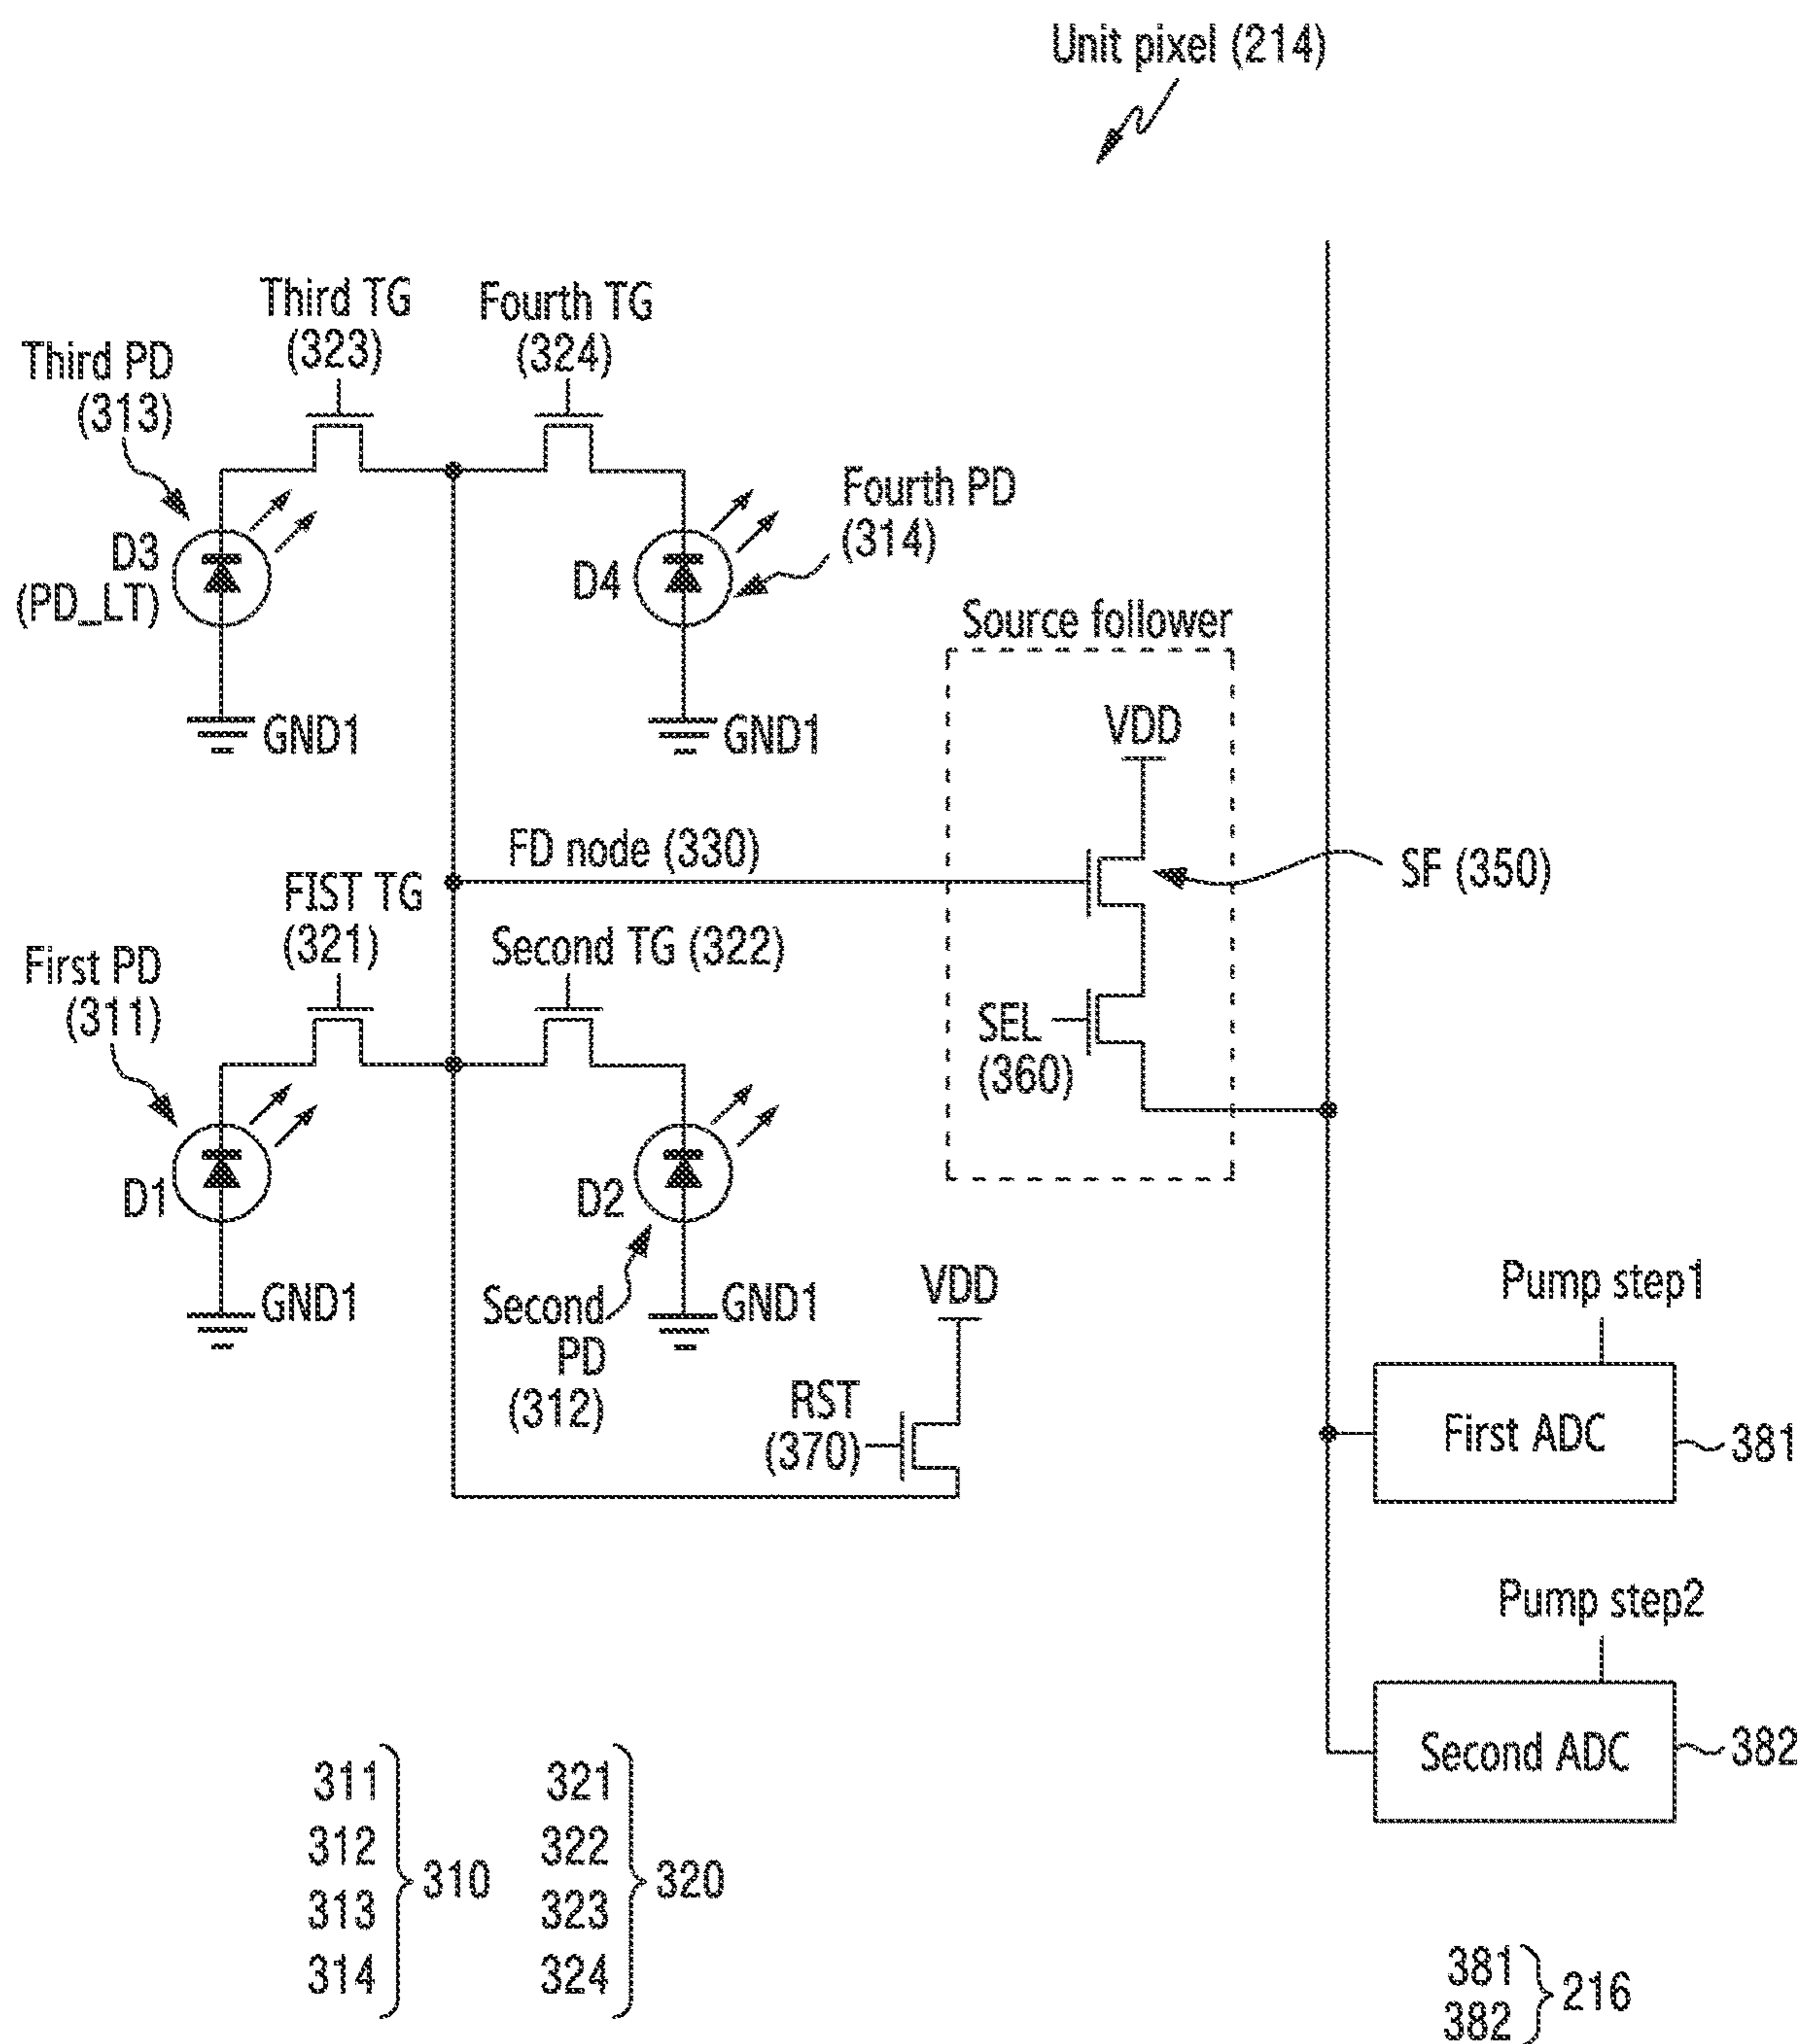 Unit pixel (214)
Third TG
(323)
Fourth TG
(324)
Third PD
(313)
Fourth PD
(314)
D3
(PD_LT)
D4
GND1
GND1
Source follower
VDD
FD node (330)
SF (350)
FIST TG
(321)
Second TG (322)
First PD
(311)
SEL
(360)
D1
D2
GND1
Second
PD
(312)
GND1
VDD
RST
(370)
Pump step1
First ADC
381
Pump step2
Second ADC
382
311
312
313
314
310
321
322
323
324
320
381
382
216